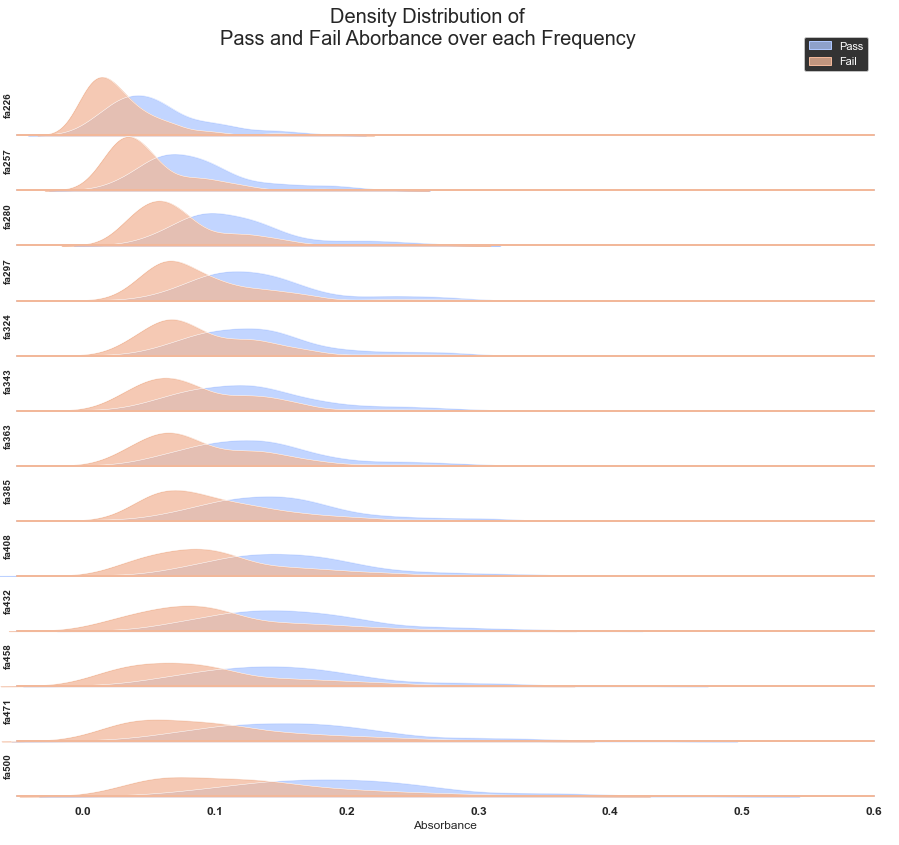 Density Distribution of
Pass and Fail Aborbance over each Frequency
Pass
Fail
fa226
fa257
fa280
fa297
fa324
fa343
fa363
fa385
fa408
fa432
fa458
fa471
fa500
0.0 0.1 0.2 0.3 0.4 0.5 0.6
Absorbance